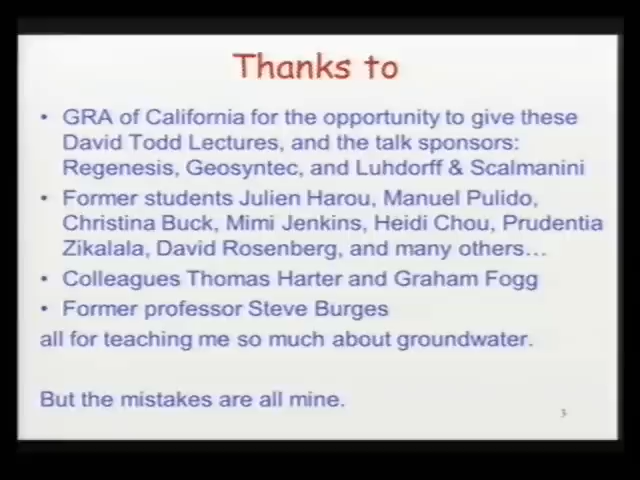 Thanks to
• GRA of California for the opportunity to give these
David Todd Lectures, and the talk sponsors:
Regenesis, Geosyntec, and Luhdorff & Scalmanini
• Former students Julien Harou, Manuel Pulido,
Christina Buck, Mimi Jenkins, Heidi Chou, Prudentia
Zikalala, David Rosenberg, and many others…
• Colleagues Thomas Harter and Graham Fogg
• Former professor Steve Burges
all for teaching me so much about groundwater.
But the mistakes are all mine.
3